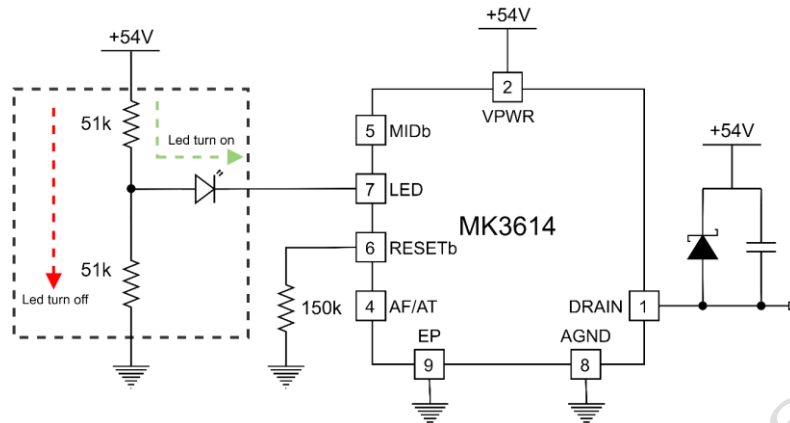 +54V
+54V
2
VPWR
51k
Led turn on
5
MIDb
+54V
7
LED
MK3614
6
RESETb
51k
Led turn off
150k
4
AF/AT
DRAIN
1
EP
AGND
9
8